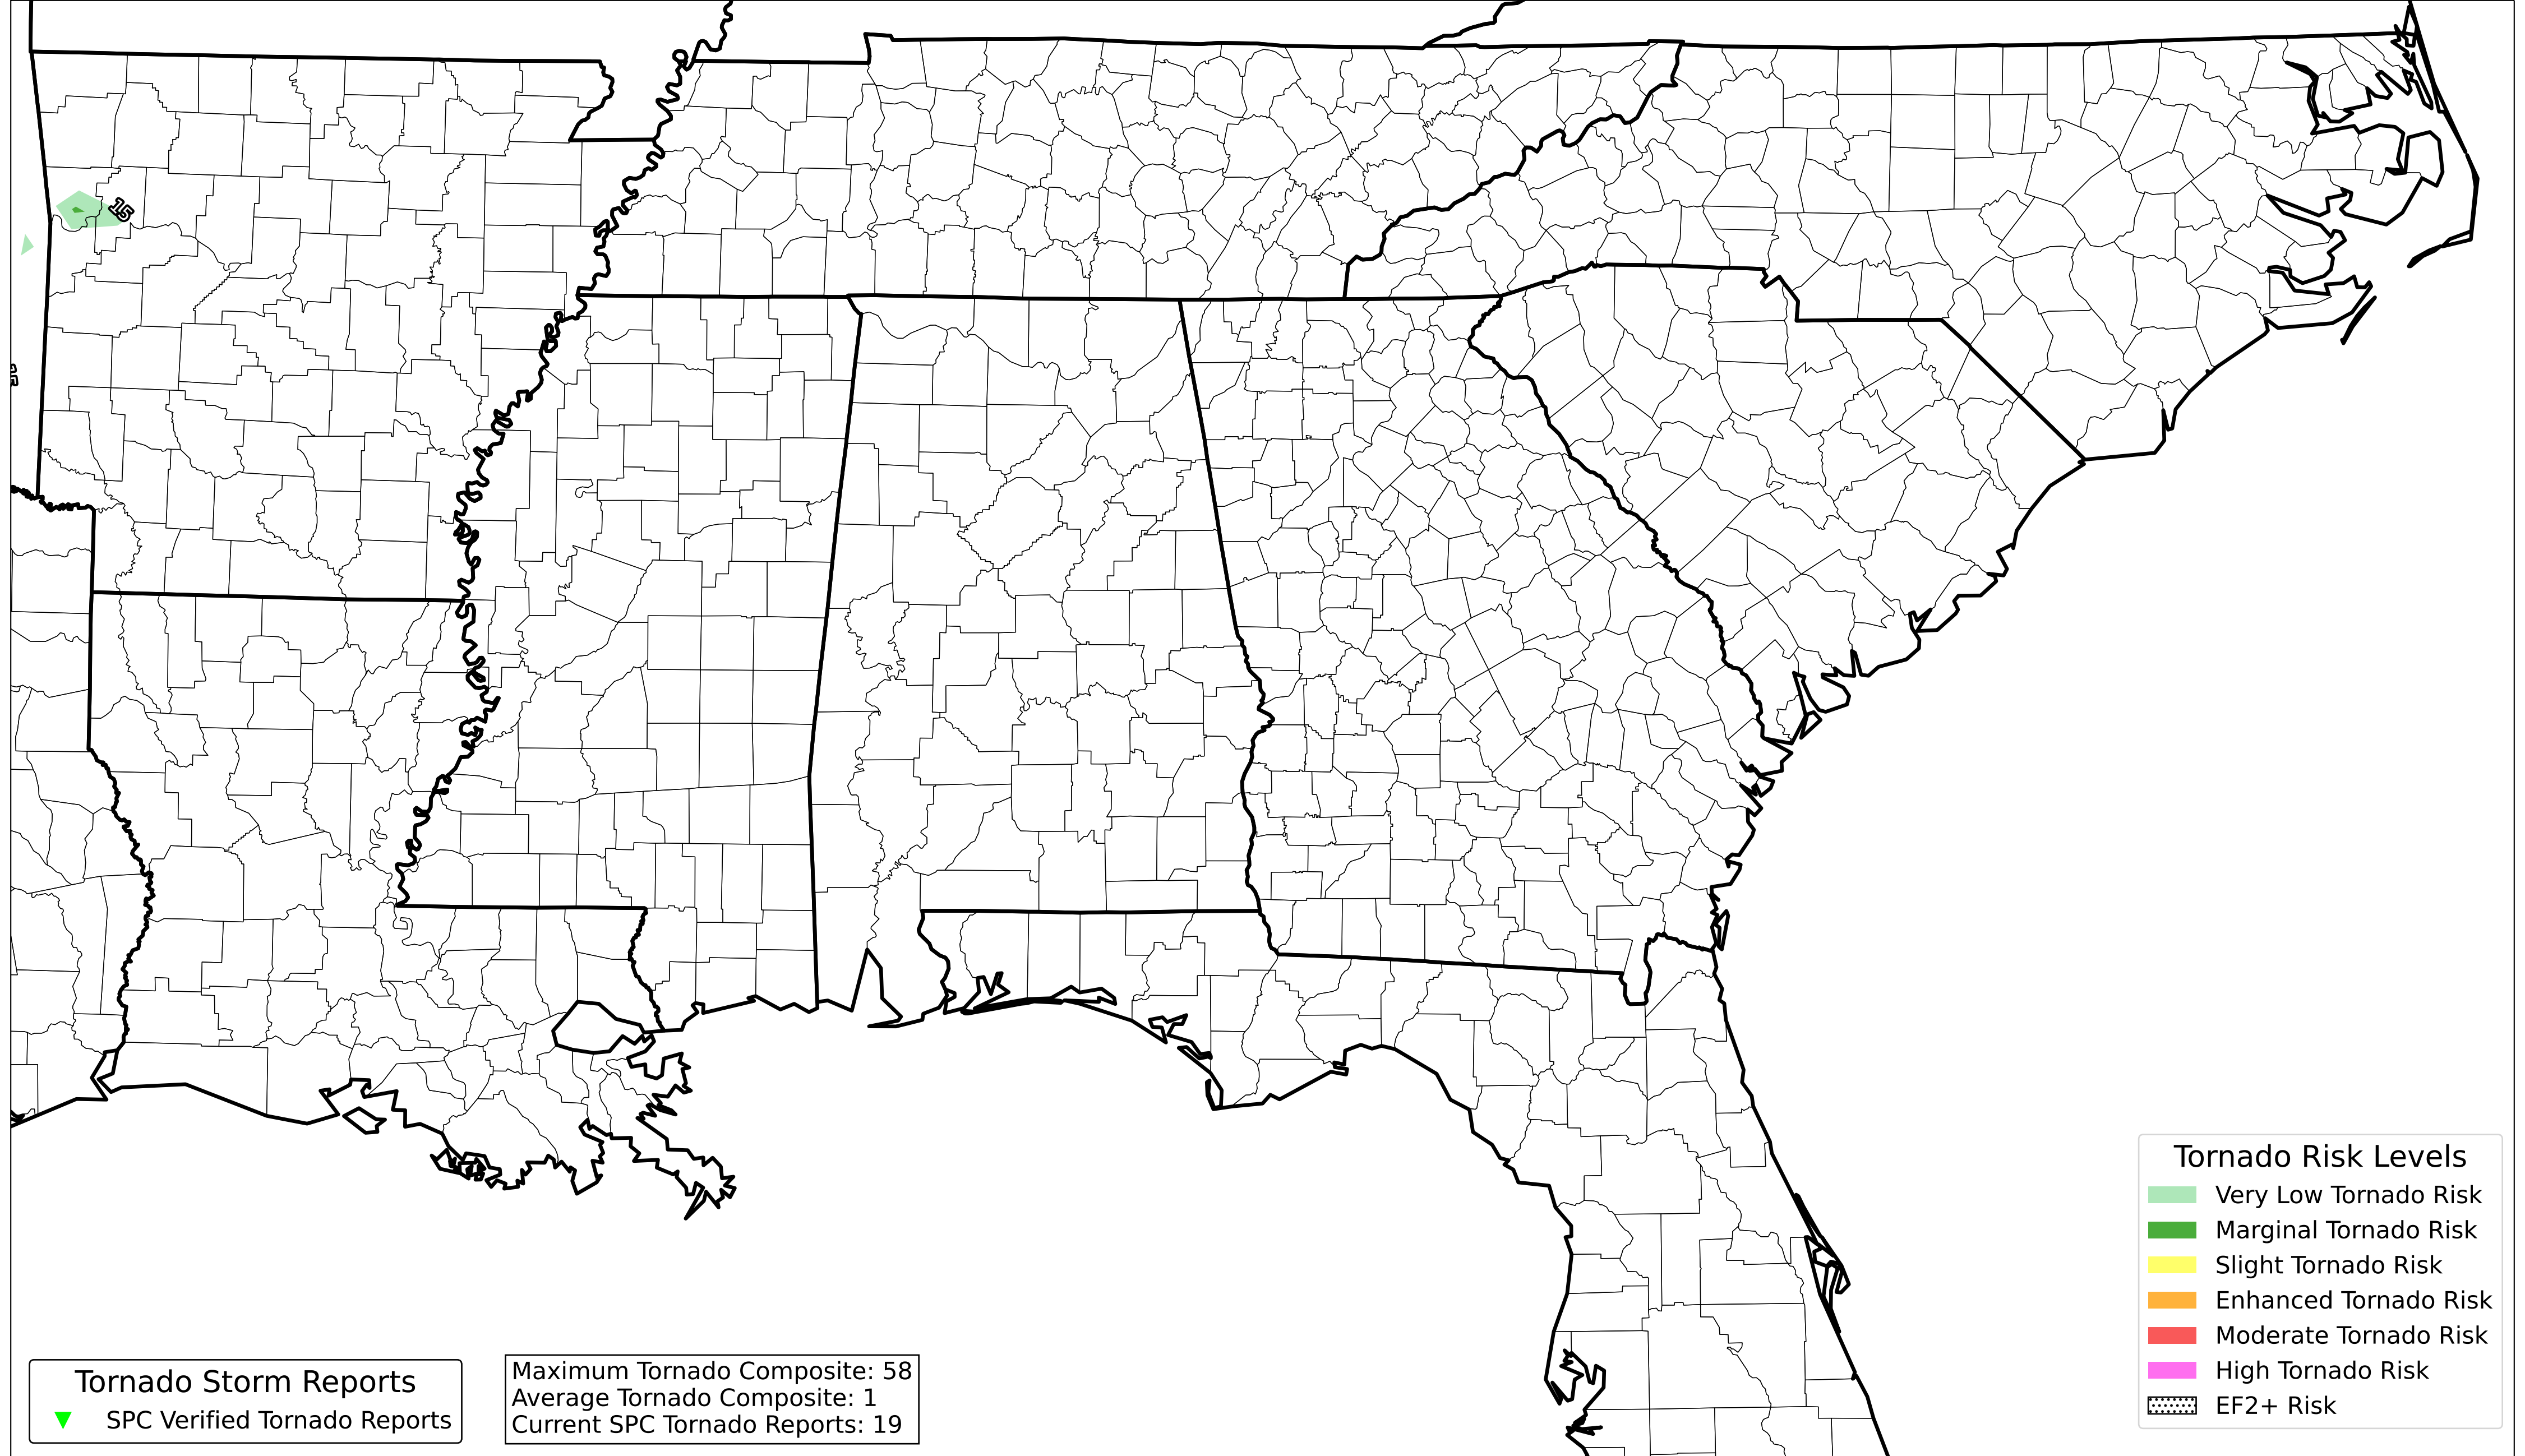 15
Tornado Risk Levels
Very Low Tornado Risk
Marginal Tornado Risk
Slight Tornado Risk
Enhanced Tornado Risk
Moderate Tornado Risk
High Tornado Risk
EF2+ Risk
Tornado Storm Reports
SPC Verified Tornado Reports
Maximum Tornado Composite: 58
Average Tornado Composite: 1
Current SPC Tornado Reports: 19